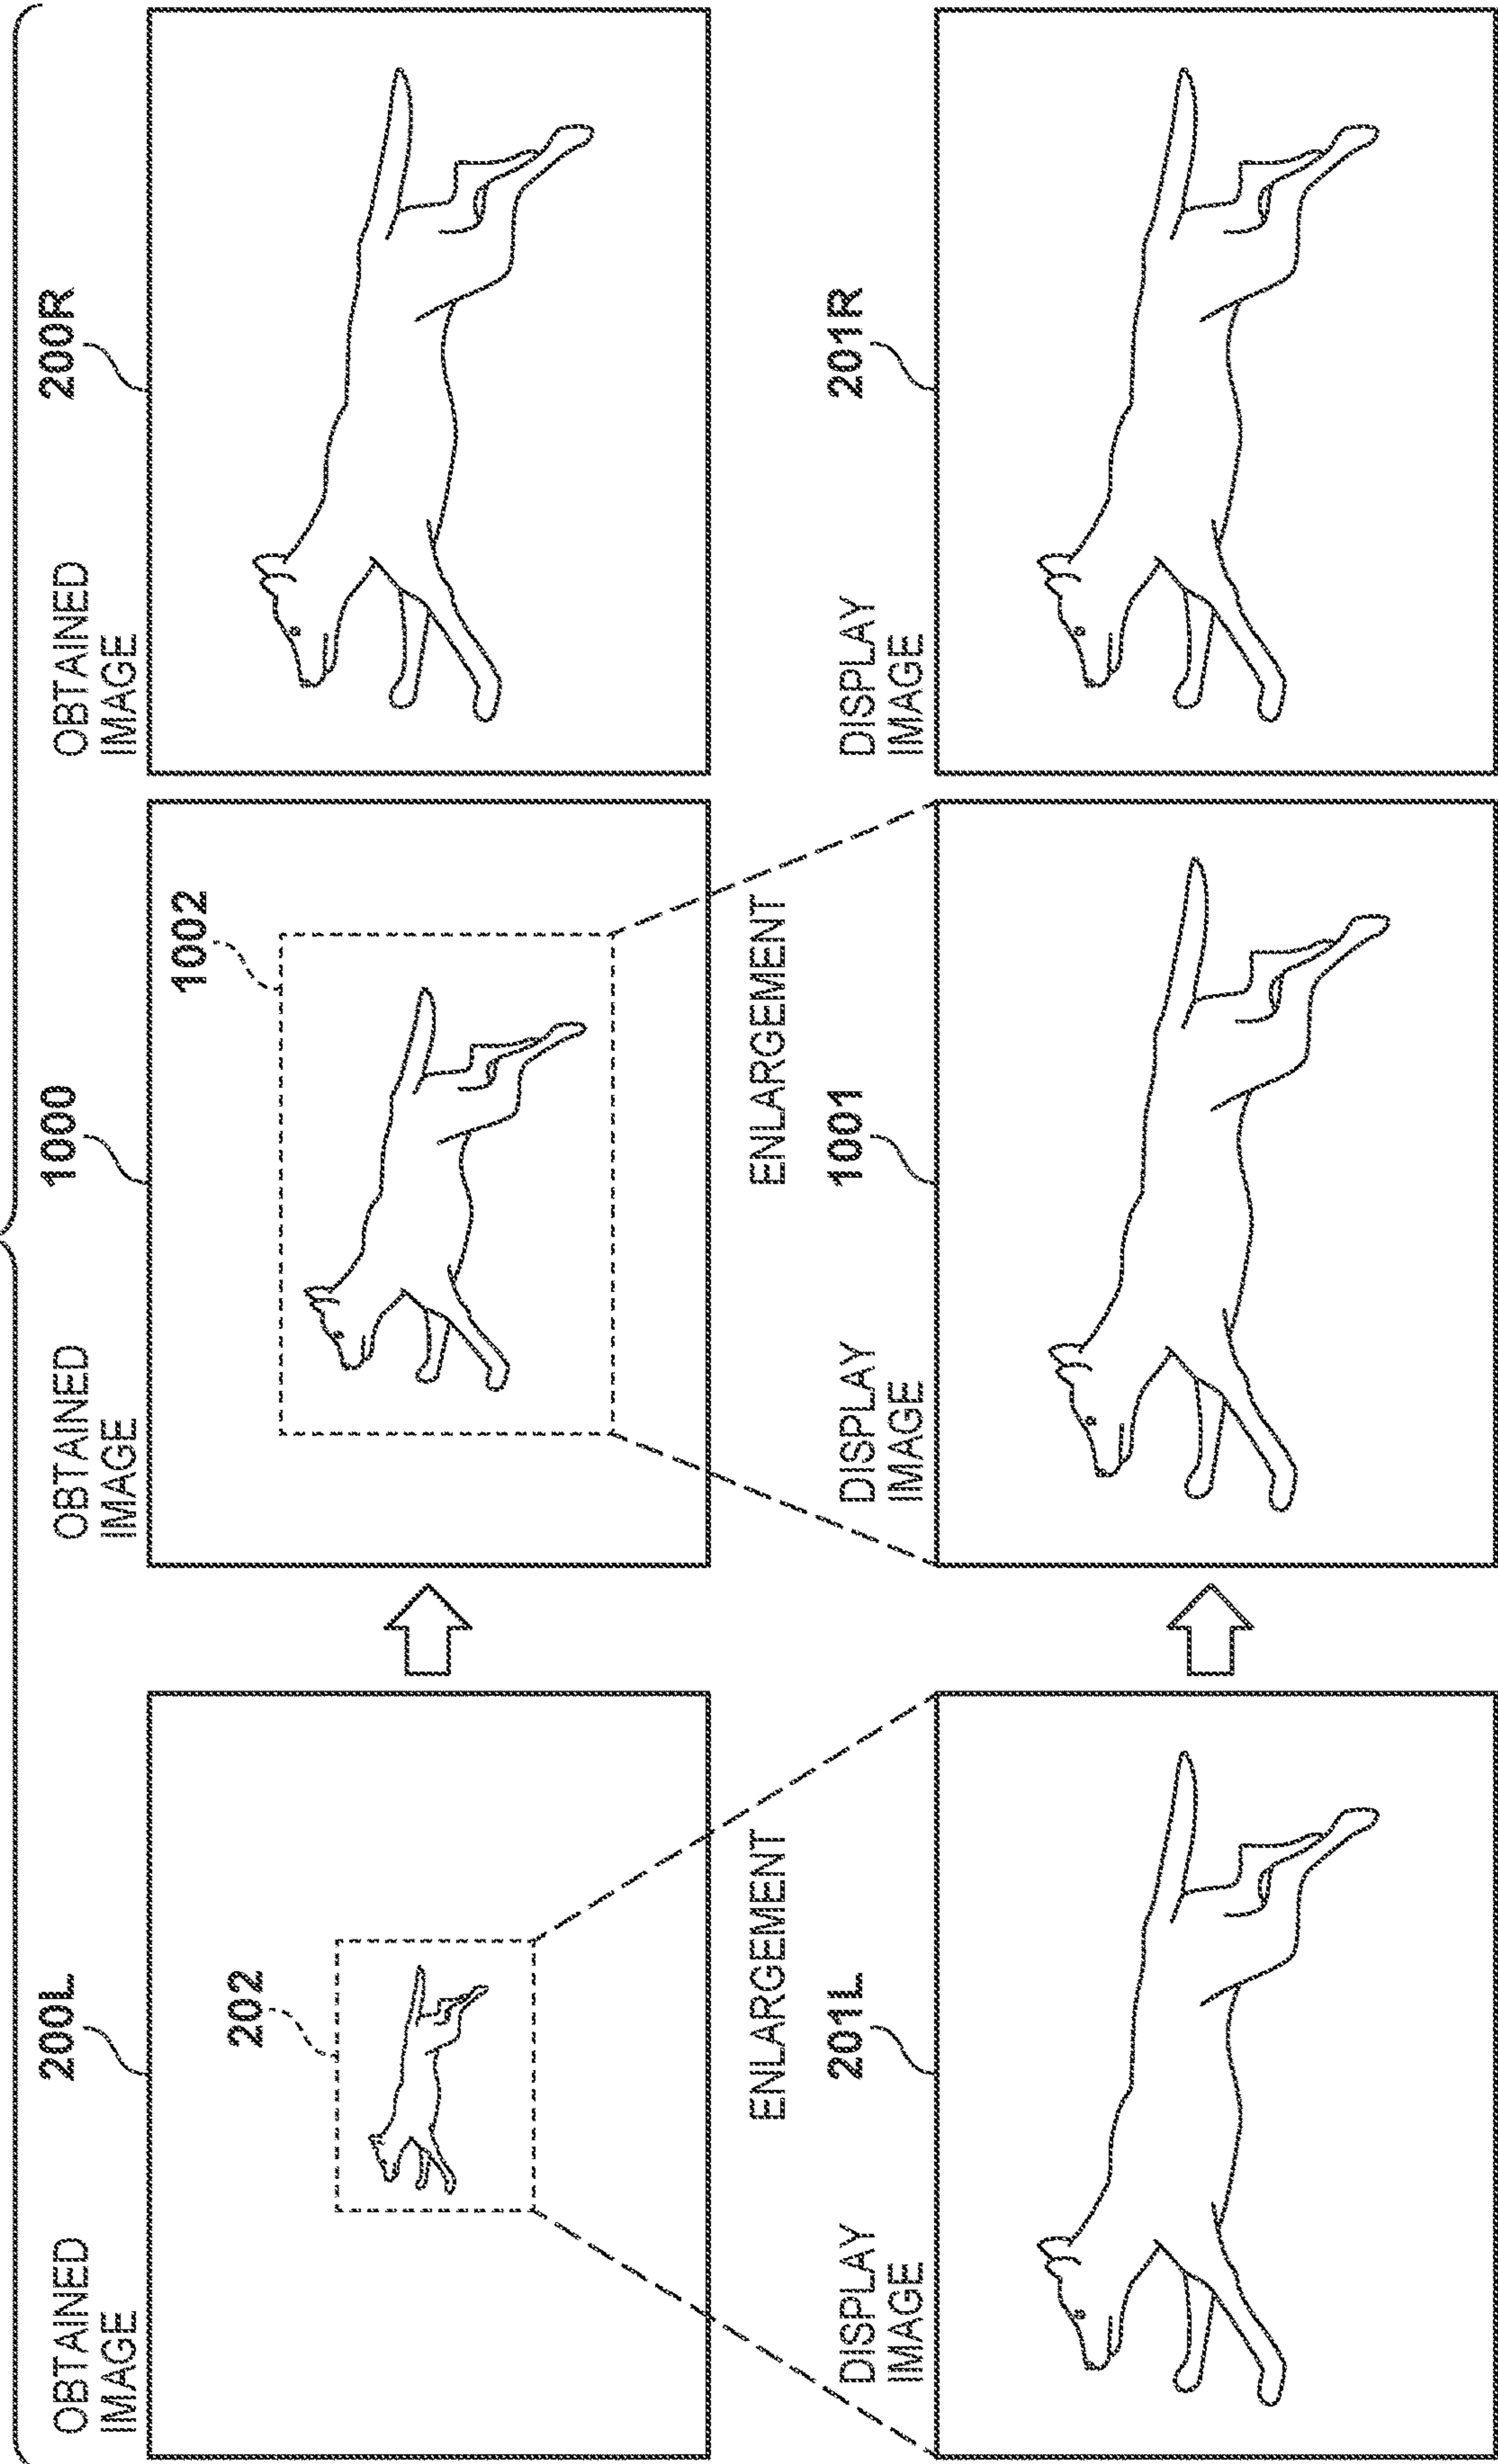 OBTAINED
IMAGE
200L
OBTAINED
IMAGE
1000
OBTAINED
IMAGE
200R
202
1002
ENLARGEMENT
ENLARGEMENT
DISPLAY
IMAGE
201L
DISPLAY
IMAGE
1001
DISPLAY
IMAGE
201R